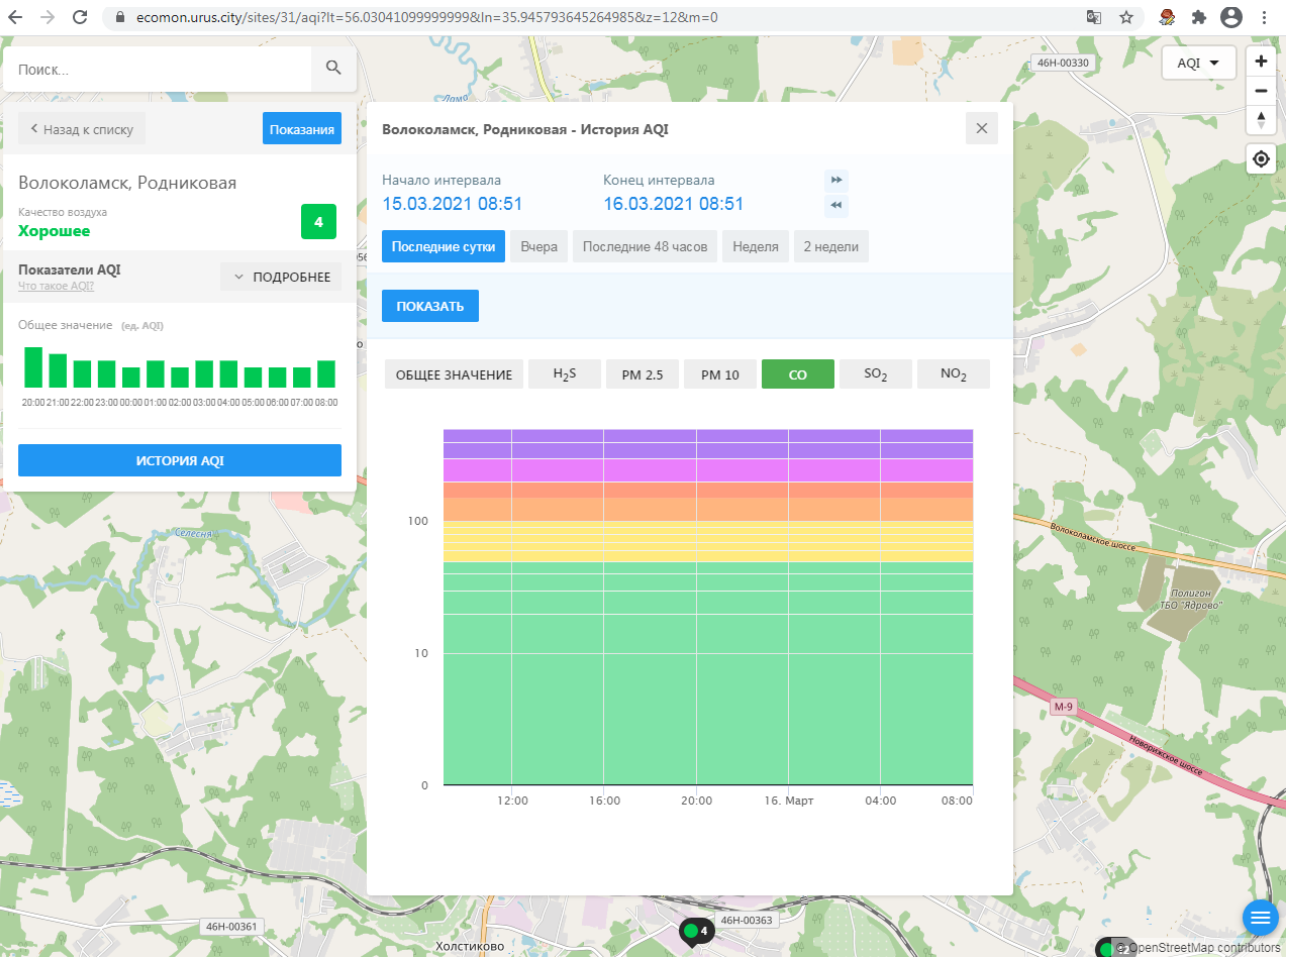 ecomon.urus.city/sites/31/aqi?lt=56.03041099999999&ln=35.945793645264985&z=12&m=0
Поиск...
46Н-00330
AQI
Назад к списку
Показания
Волоколамск, Родниковая - История AQI
Волоколамск, Родниковая
Качество воздуха
Хорошее
4
Начало интервала
Конец интервала
15.03.2021 08:51
16.03.2021 08:51
Последние сутки
Вчера
Последние 48 часов
Неделя
2 недели
Показатели AQI
Что такое AQI?
ПОДРОБНЕЕ
ПОКАЗАТЬ
Общее значение (ед. AQI)
20:00 21:00 22:00 23:00 00:00 01:00 02:00 03:00 04:00 05:00 06:00 07:00 08:00
ИСТОРИЯ AQI
ОБЩЕЕ ЗНАЧЕНИЕ
H2S
PM 2.5
PM 10
CO
SO2
NO2
100
10
0
12:00
16:00
20:00
16. Март
04:00
08:00
Лама
Селесня
Волоколамское шоссе
Полигон
ТБО "Ядрово"
М-9
Новорижское шоссе
46Н-00361
46Н-00363
4
Холстиково
12
© OpenStreetMap contributors